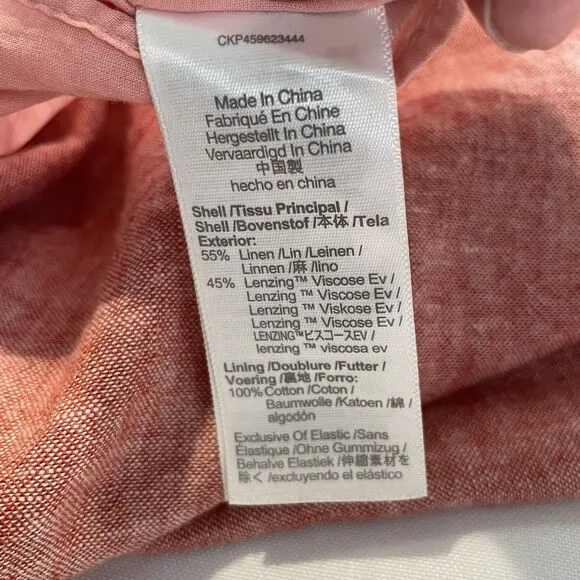 CKP459623444
Made In China
Fabriqué En Chine
Hergestellt In China
Vervaardigd In China
中国製
hecho en china
Shell /Tissu Principal /
Shell /Bovenstof /本体 /Tela
Exterior:
55% Linen /Lin /Leinen /
Linnen /麻 /lino
45% Lenzing™ Viscose Ev /
Lenzing ™ Viscose Ev /
Lenzing ™ Viskose Ev /
Lenzing ™ Viscose Ev /
LENZING™ビスコースEV /
lenzing ™ viscosa ev
Lining /Doublure /Futter /
Voering /裏地 /Forro:
100% Cotton /Coton /
Baumwolle /Katoen /綿 /
algodón
Exclusive Of Elastic /Sans
Elastique /Ohne Gummizug /
Behalve Elastiek /伸縮素材を
除く /excluyendo el elástico